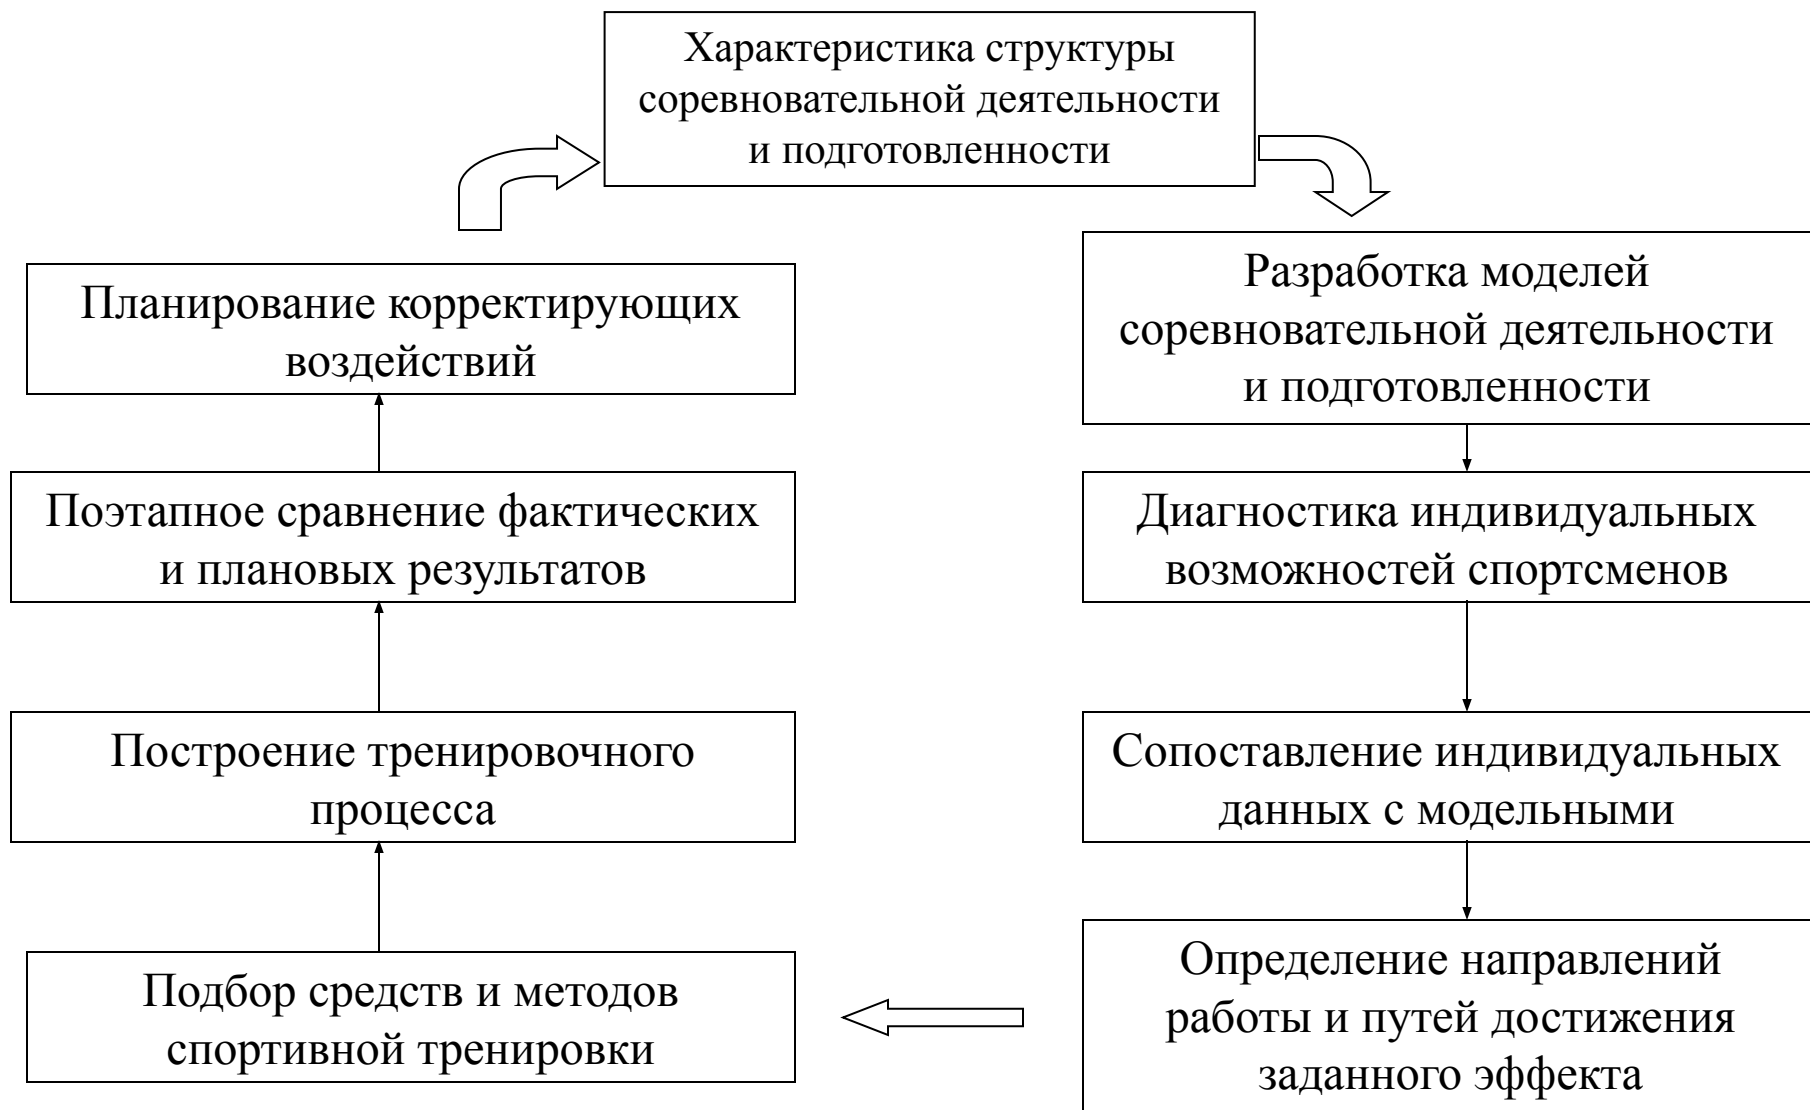 Характеристика структуры
соревновательной деятельности
и подготовленности
Разработка моделей
соревновательной деятельности
и подготовленности
Диагностика индивидуальных
возможностей спортсменов
Сопоставление индивидуальных
данных с модельными
Определение направлений
работы и путей достижения
заданного эффекта
Подбор средств и методов
спортивной тренировки
Построение тренировочного
процесса
Поэтапное сравнение фактических
и плановых результатов
Планирование корректирующих
воздействий